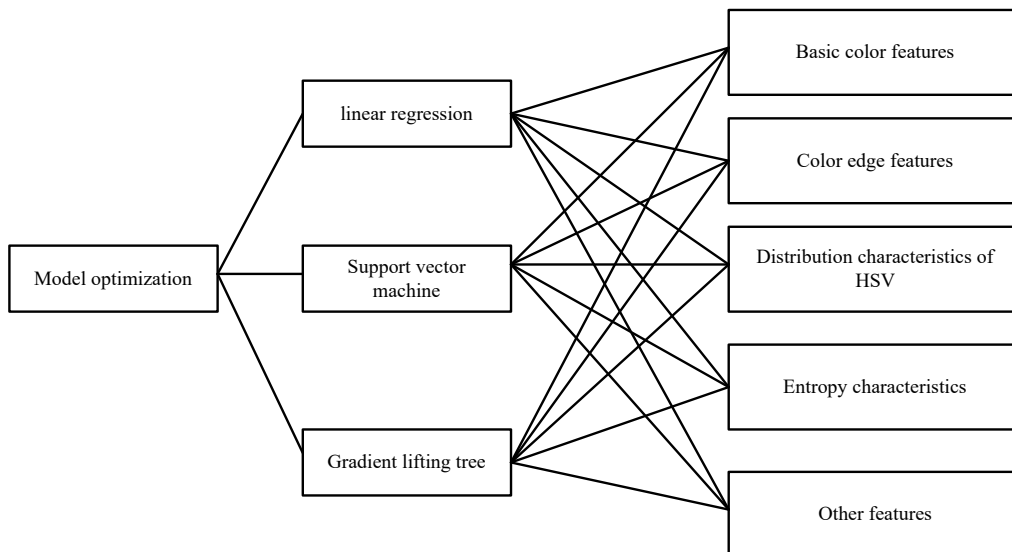 Model optimization
linear regression
Support vector
machine
Gradient lifting tree
Basic color features
Color edge features
Distribution characteristics of
HSV
Entropy characteristics
Other features